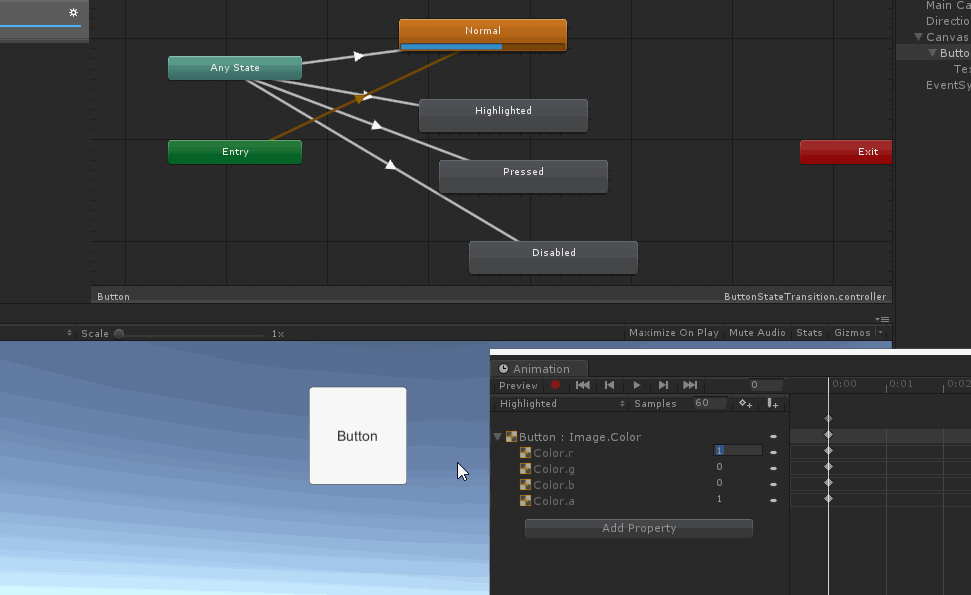 Main Ca
Directio
Canvas
Butto
Te
EventSy
Normal
Any State
Highlighted
Entry
Exit
Pressed
Disabled
Button
ButtonStateTransition.controller
Scale 1x
Maximize On Play Mute Audio Stats Gizmos
Button
Animation
Preview 0 0:00 0:01 0:02
Highlighted Samples 60
Button : Image.Color
Color.r 1
Color.g 0
Color.b 0
Color.a 1
Add Property